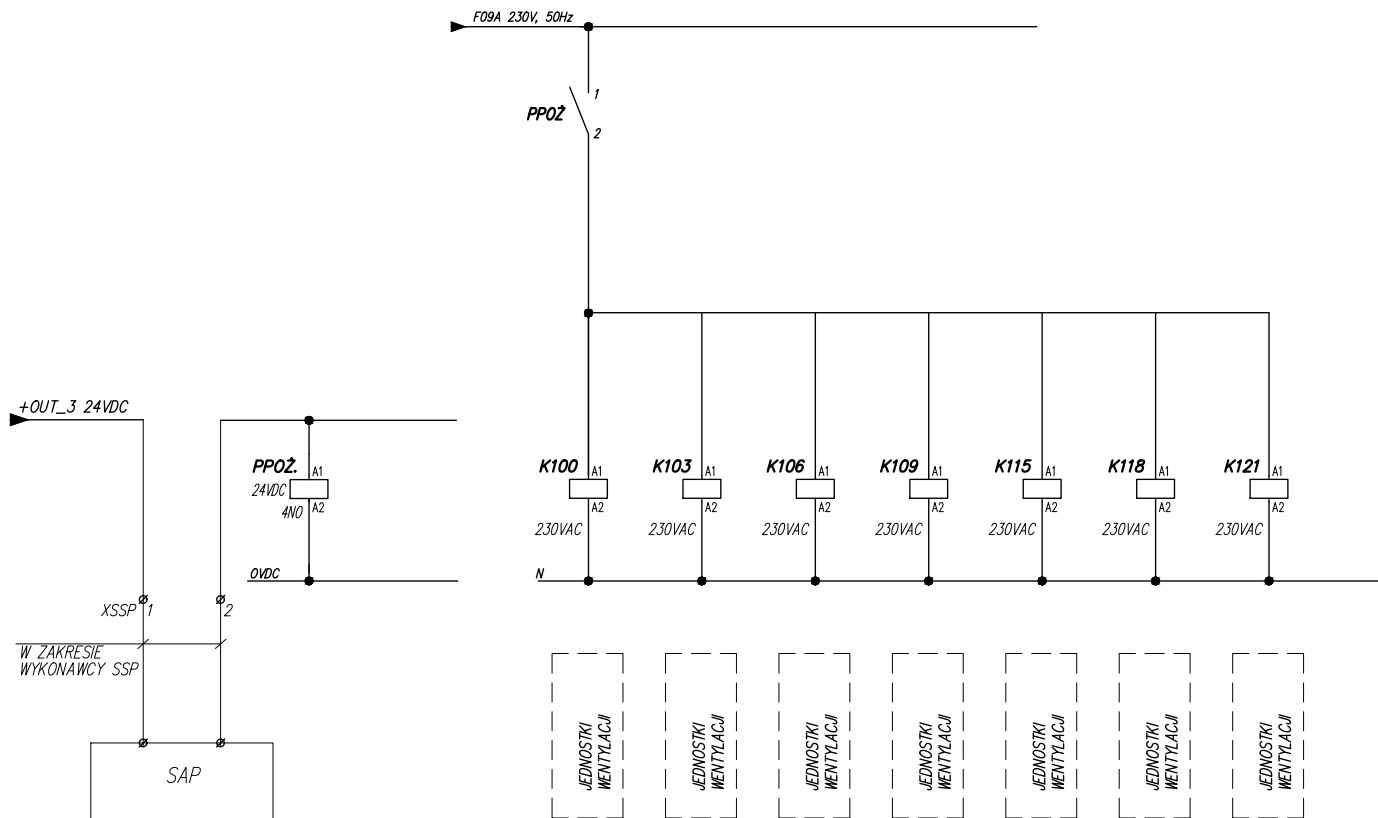 F09A 230V, 50Hz
1
PPOŻ
2
+OUT_3 24VDC
PPOŻ.
A1
24VDC
4NO
A2
0VDC
K100
A1
A2
230VAC
K103
A1
A2
230VAC
K106
A1
A2
230VAC
K109
A1
A2
230VAC
K115
A1
A2
230VAC
K118
A1
A2
230VAC
K121
A1
A2
230VAC
N
XSSP
1
2
W ZAKRESIE
WYKONAWCY SSP
SAP
JEDNOSTKI
WENTYLACJI
JEDNOSTKI
WENTYLACJI
JEDNOSTKI
WENTYLACJI
JEDNOSTKI
WENTYLACJI
JEDNOSTKI
WENTYLACJI
JEDNOSTKI
WENTYLACJI
JEDNOSTKI
WENTYLACJI